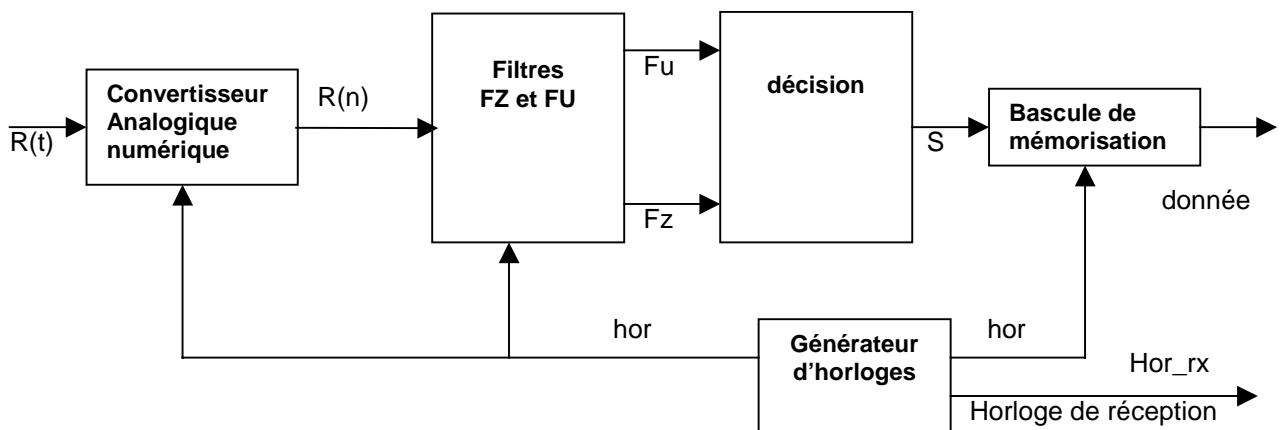 R(t)
Convertisseur
Analogique
numérique
R(n)
Filtres
FZ et FU
Fu
Fz
décision
S
Bascule de
mémorisation
donnée
hor
Générateur
d'horloges
hor
Hor_rx
Horloge de réception